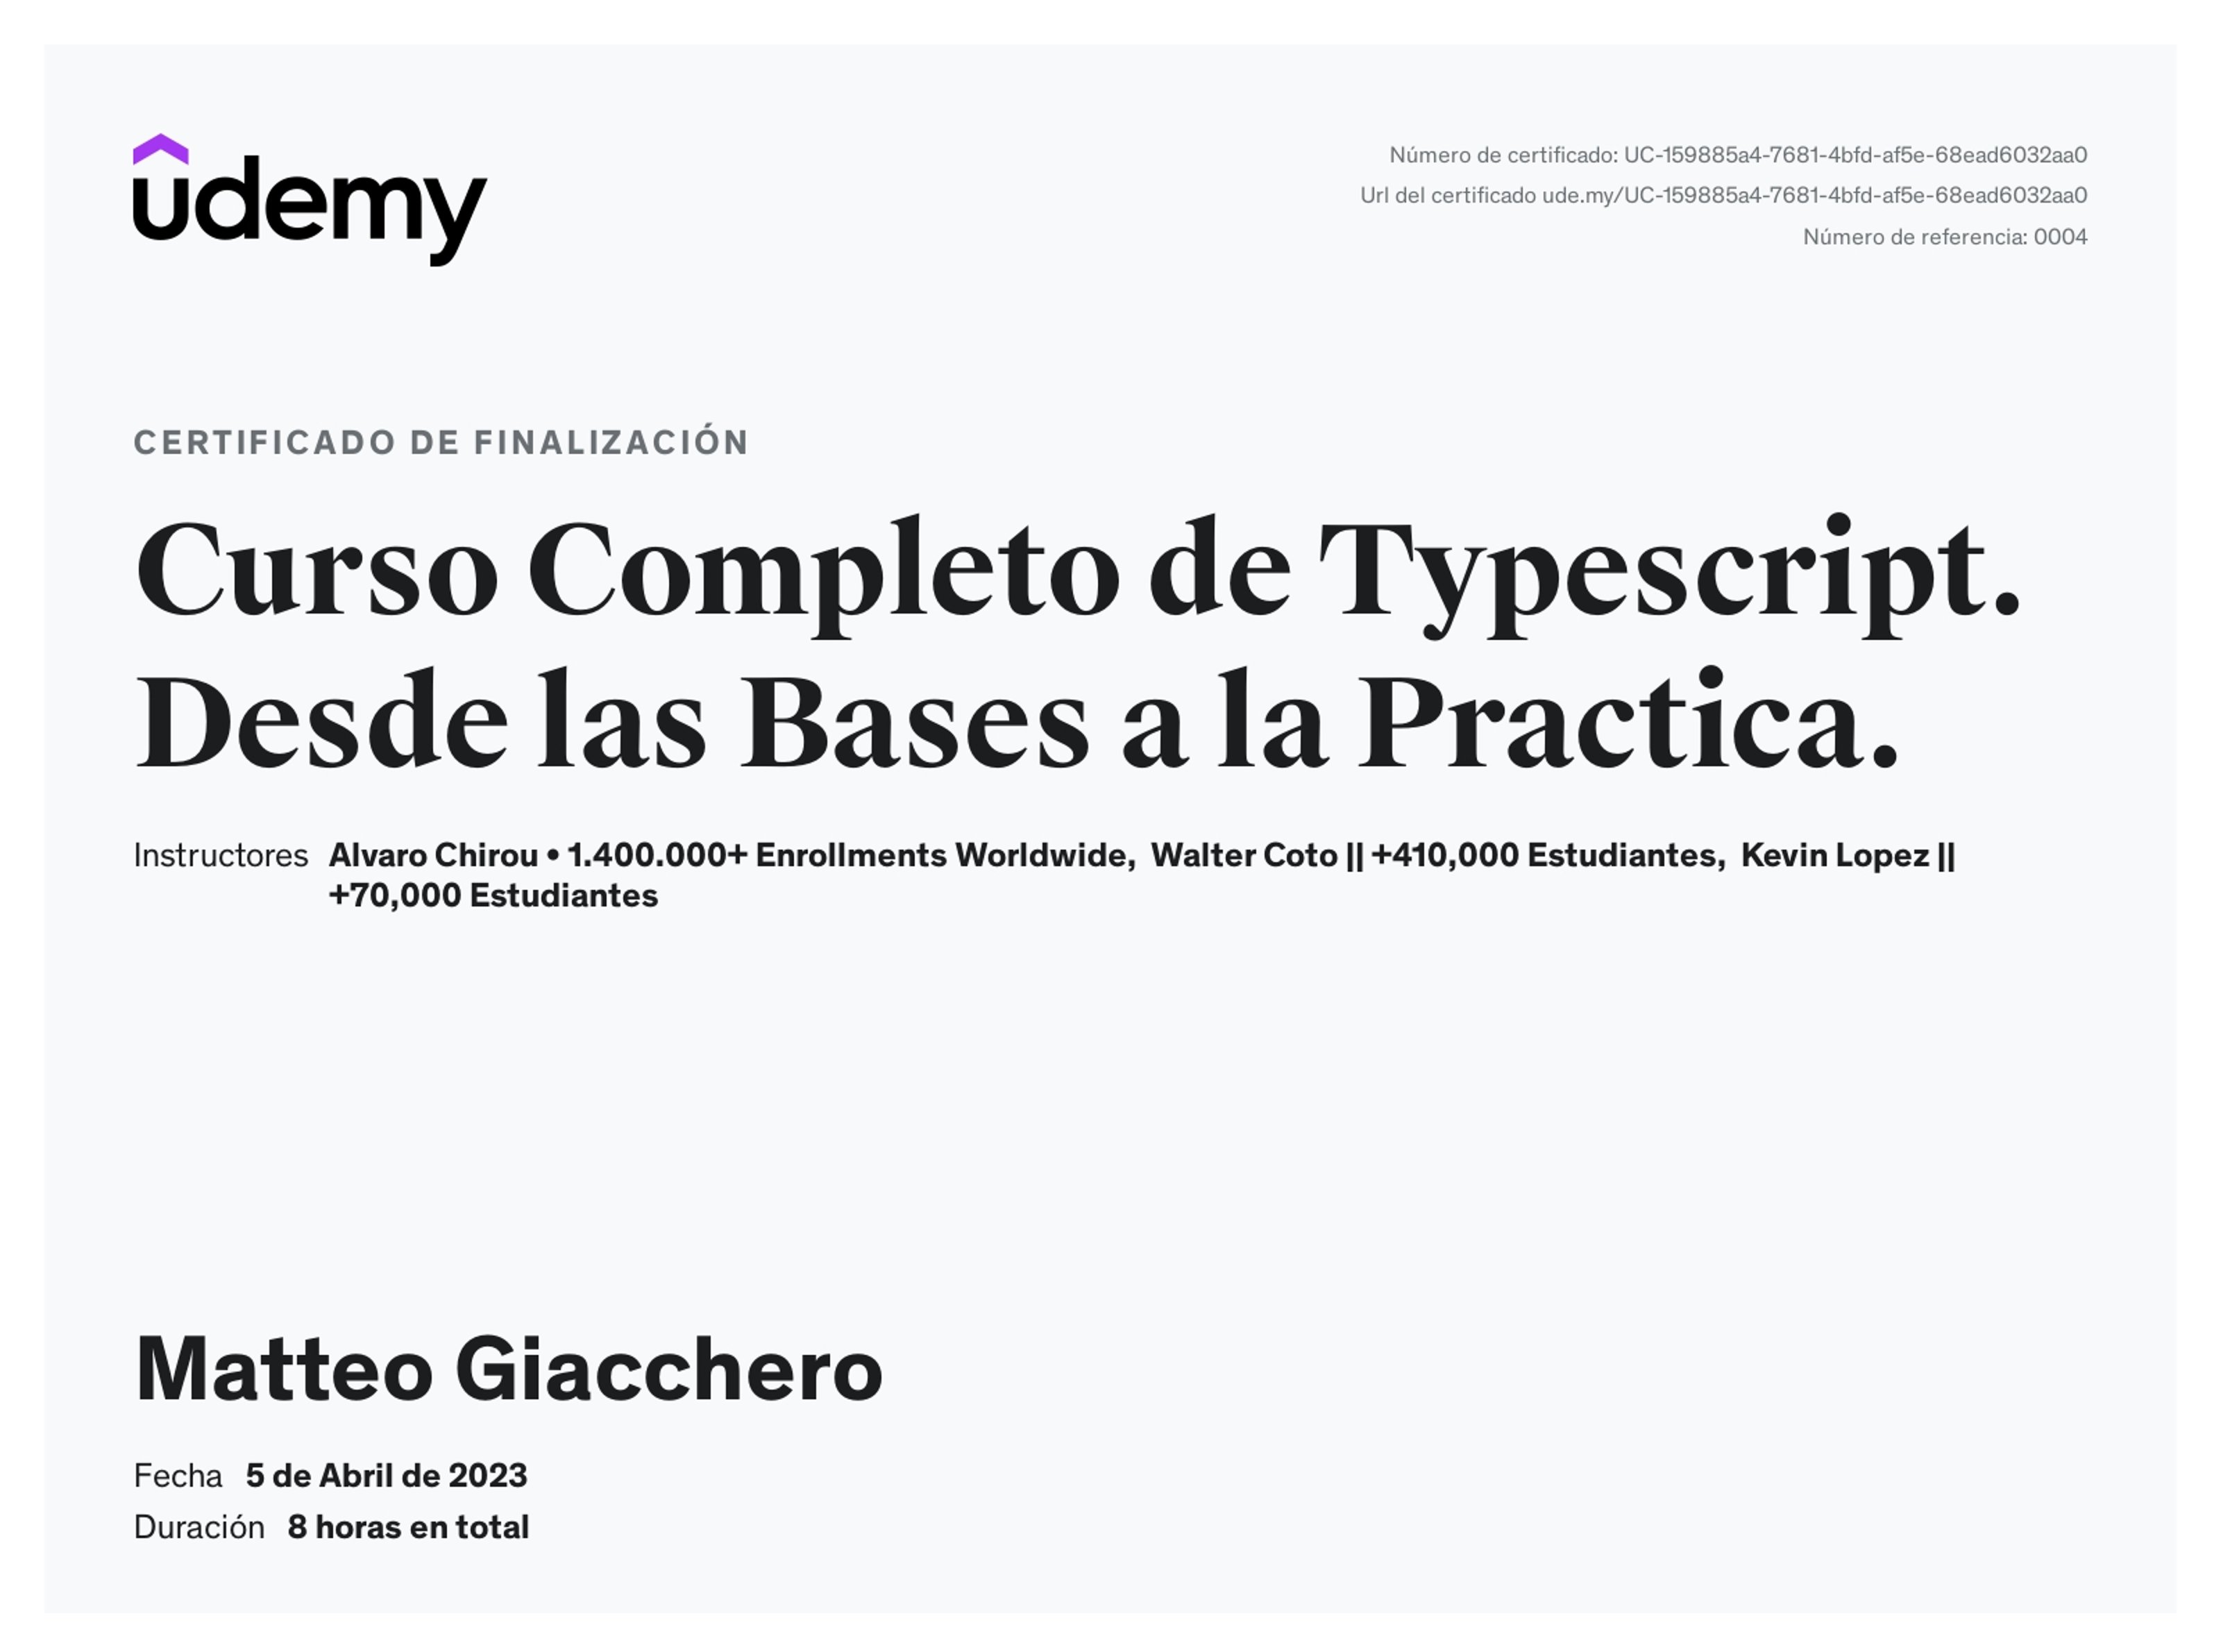 udemy
Número de certificado: UC-159885a4-7681-4bfd-af5e-68ead6032aa0
Url del certificado ude.my/UC-159885a4-7681-4bfd-af5e-68ead6032aa0
Número de referencia: 0004
CERTIFICADO DE FINALIZACIÓN
Curso Completo de Typescript.
Desde las Bases a la Practica.
Instructores Alvaro Chirou • 1.400.000+ Enrollments Worldwide, Walter Coto || +410,000 Estudiantes, Kevin Lopez ||
+70,000 Estudiantes
Matteo Giacchero
Fecha 5 de Abril de 2023
Duración 8 horas en total